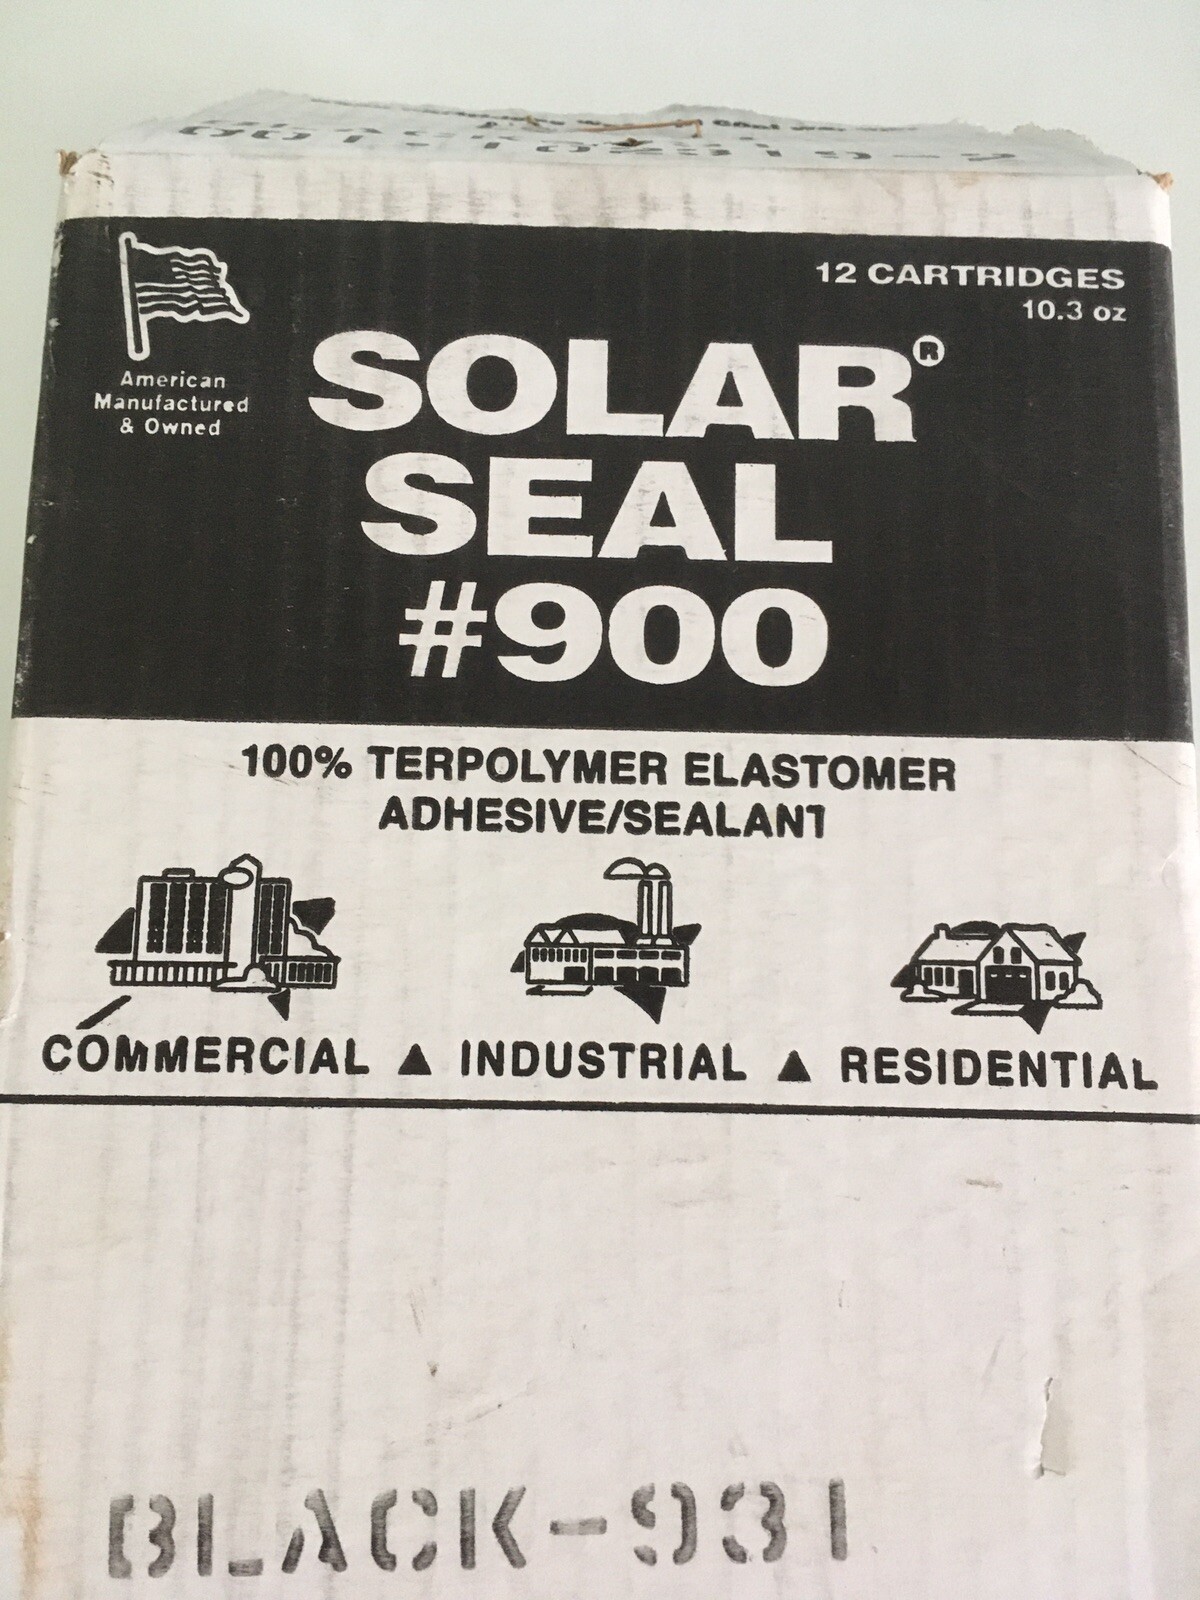 12 CARTRIDGES
10.3 oz
American
Manufactured
& Owned
SOLAR®
SEAL
#900
100% TERPOLYMER ELASTOMER
ADHESIVE/SEALANT
COMMERCIAL ▲ INDUSTRIAL ▲ RESIDENTIAL
BLACK-931